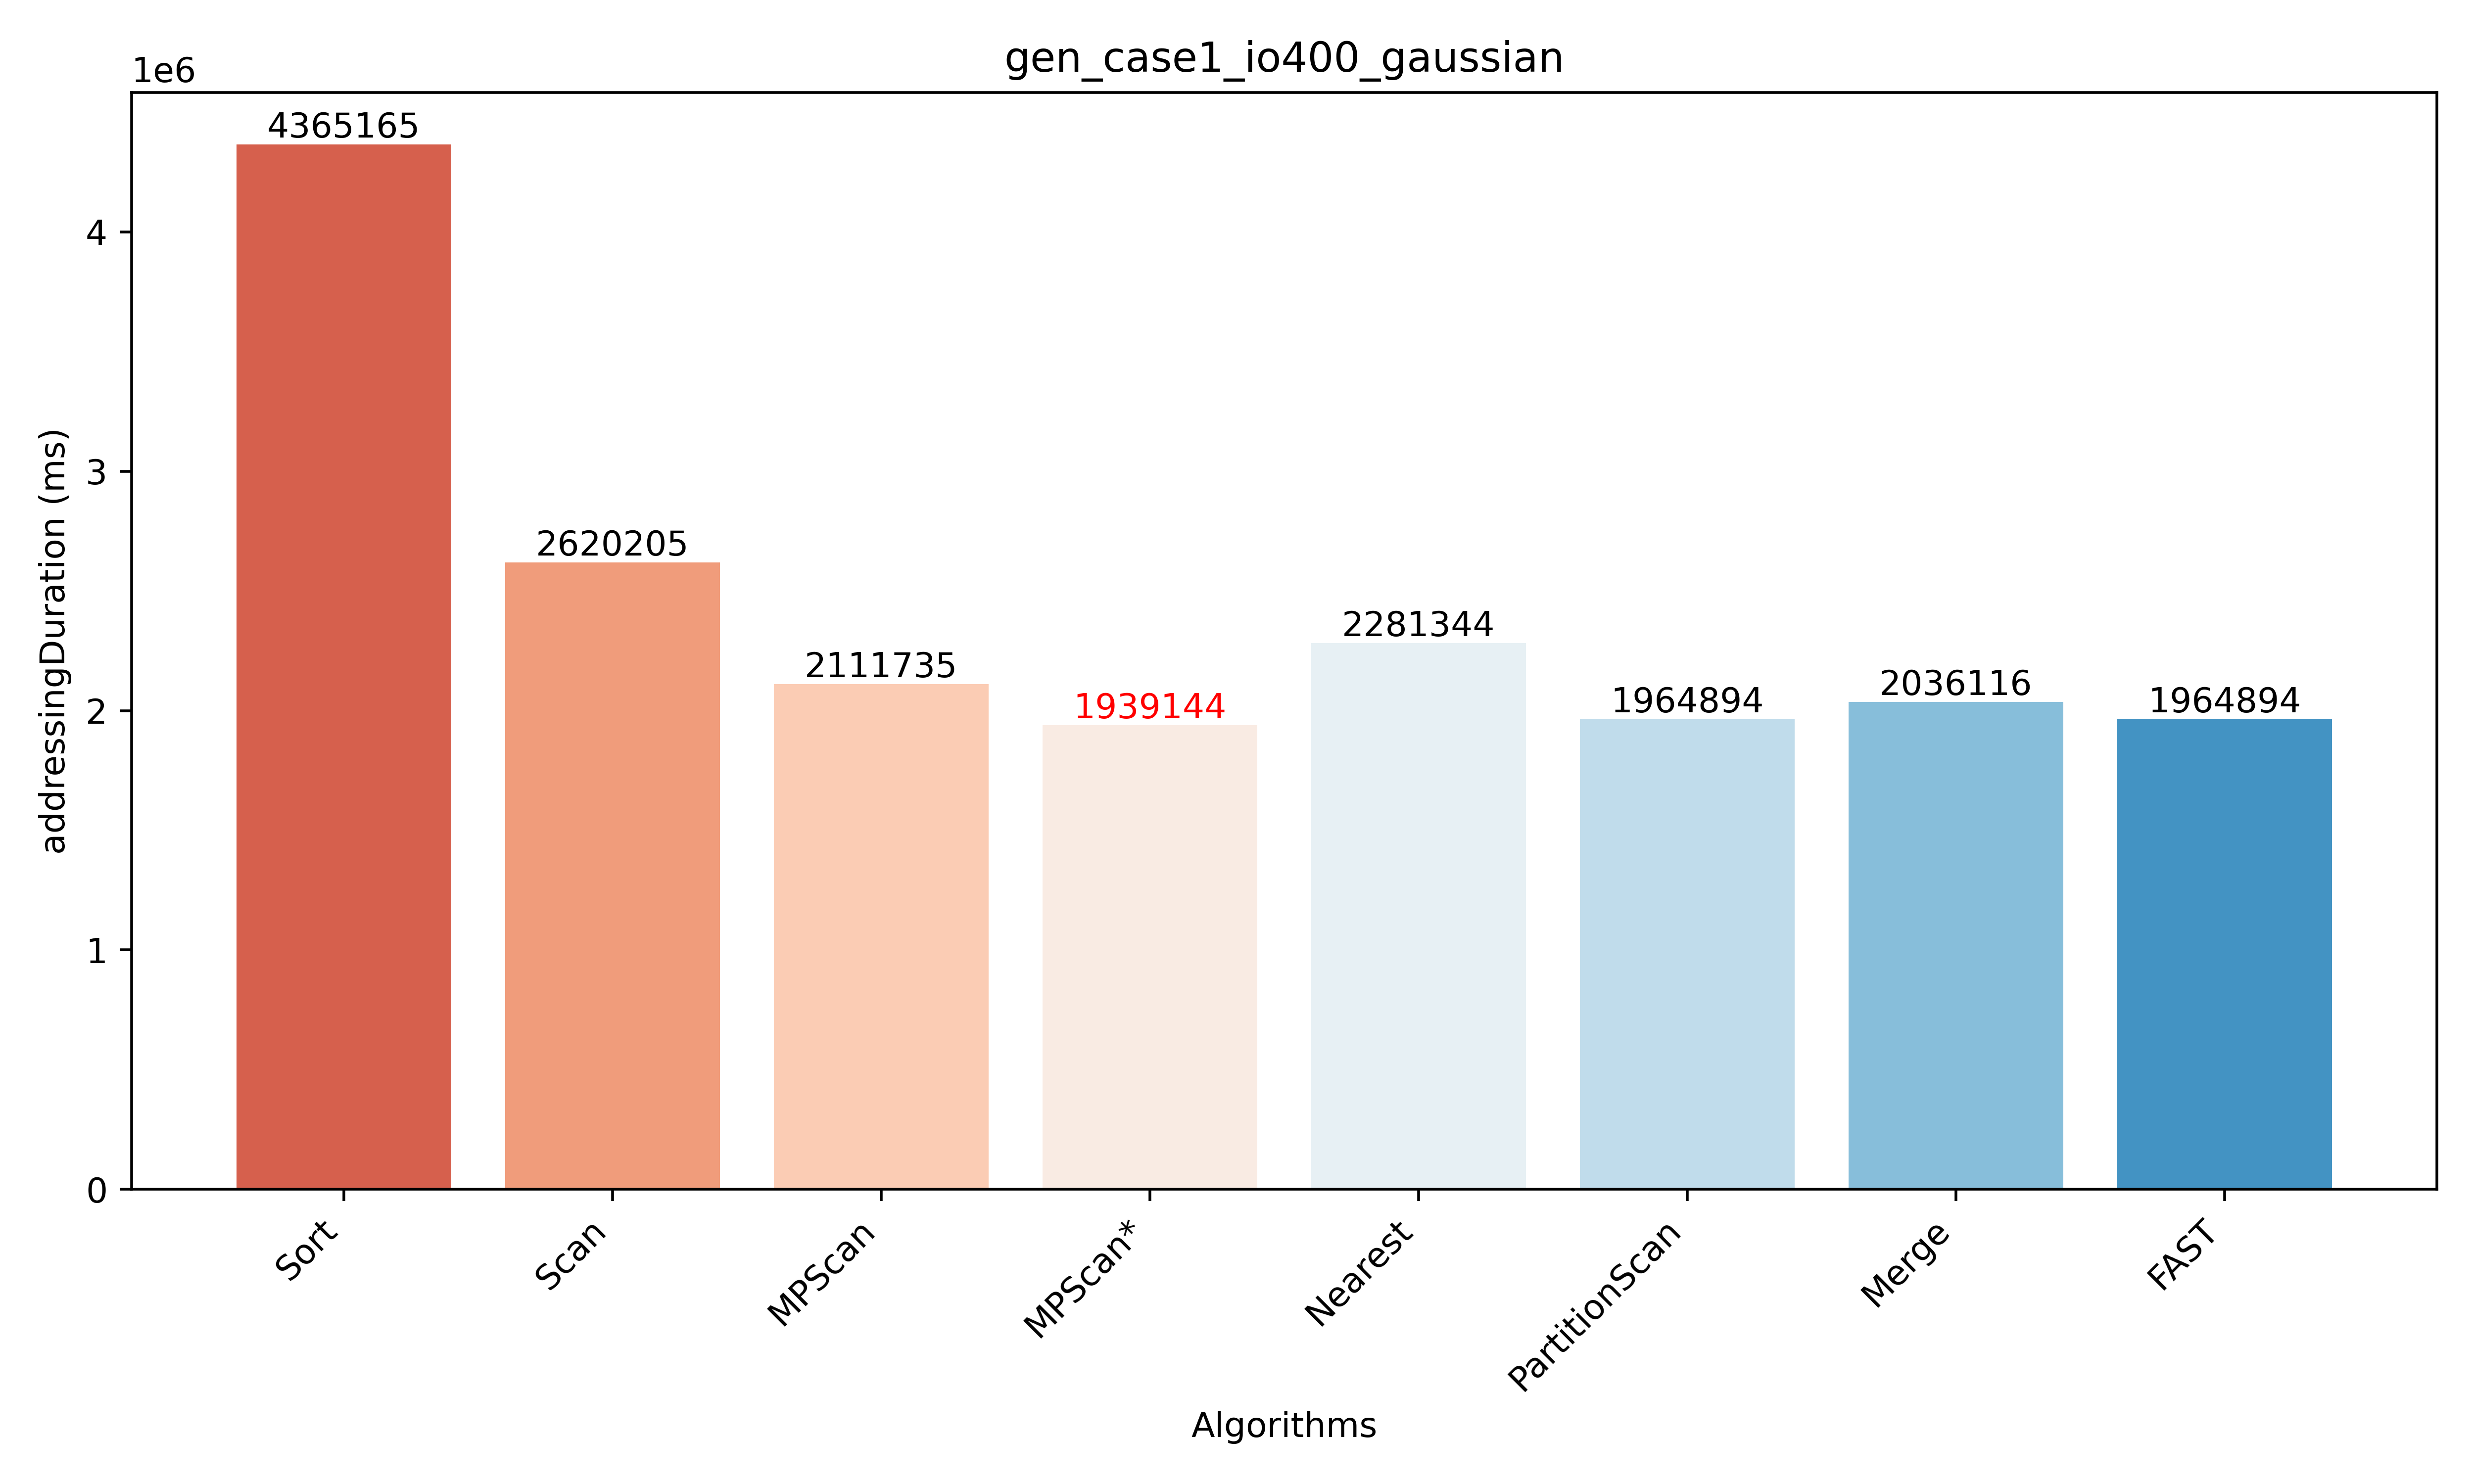 gen_case1_io400_gaussian
1e6
4365165
2620205
2111735
1939144
2281344
1964894
2036116
1964894
4
3
2
1
0
addressingDuration (ms)
Sort
Scan
MPScan
MPScan*
Nearest
PartitionScan
Merge
FAST
Algorithms